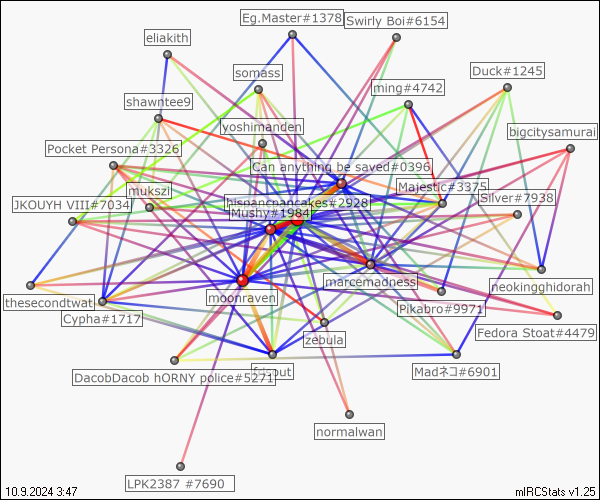 Eg.Master#1378
Swirly Boi#6154
eliakith
somass
Duck#1245
ming#4742
shawntee9
yoshimanden
bigcitysamurai
Pocket Persona#3326
Can anything be saved#0396
Majestic#3375
mukszi
Silver#7938
JKOUYH VIII#7034
hispanicpancakes#2928
Mushy#1984
marcemadness
neokingghidorah
moonraven
thesecondtwat
Pikabro#9971
Cypha#1717
Fedora Stoat#4479
zebula
DacobDacob hORNY police#5271
Madネコ#6901
normalwan
LPK2387 #7690
10.9.2024 3:47
mIRCStats v1.25